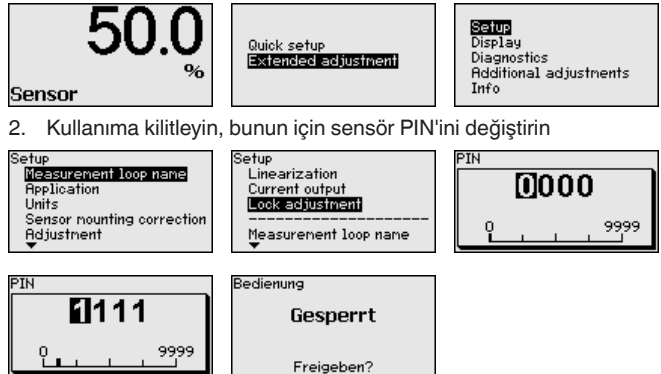 50.0
%
Sensor
Quick setup
Extended adjustment
Setup
Display
Diagnostics
Additional adjustments
Info
2. Kullanıma kilitleyin, bunun için sensör PIN'ini değiştirin
Setup
Measurement loop name
Application
Units
Sensor mounting correction
Adjustment
Setup
Linearization
Current output
Lock adjustment
Measurement loop name
PIN
0000
0 9999
PIN
1111
0 9999
Bedienung
Gesperrt
Freigeben?